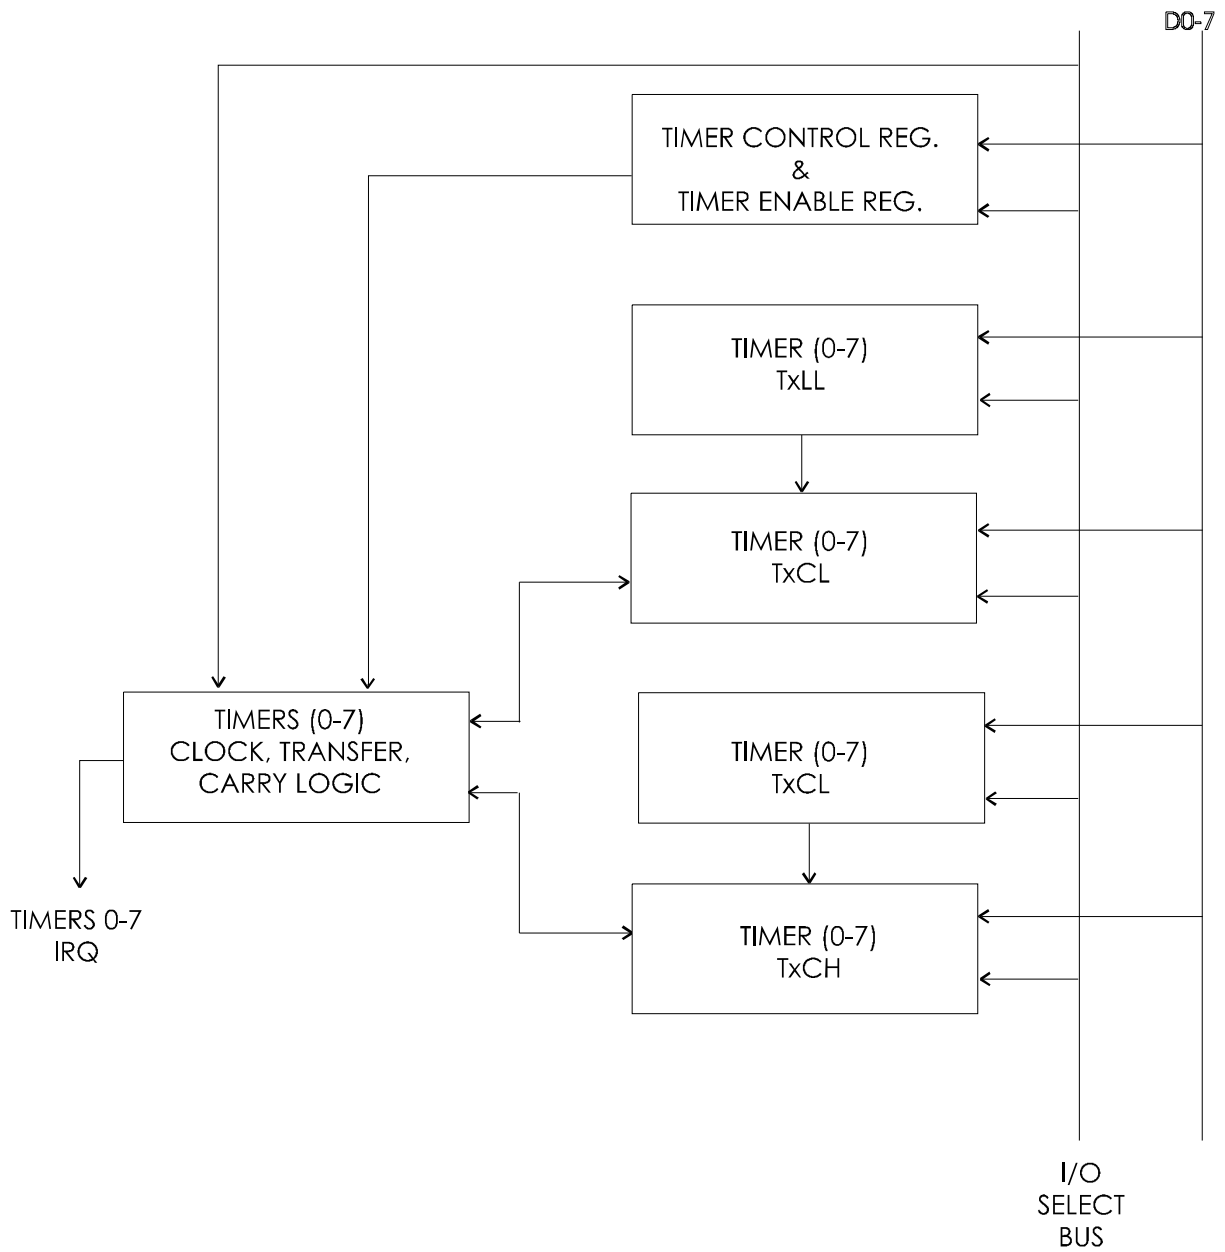 D0-7
TIMER CONTROL REG.
&
TIMER ENABLE REG.
TIMER (0-7)
TxLL
TIMER (0-7)
TxCL
TIMERS (0-7)
CLOCK, TRANSFER,
CARRY LOGIC
TIMER (0-7)
TxCL
TIMERS 0-7
IRQ
TIMER (0-7)
TxCH
I/O
SELECT
BUS